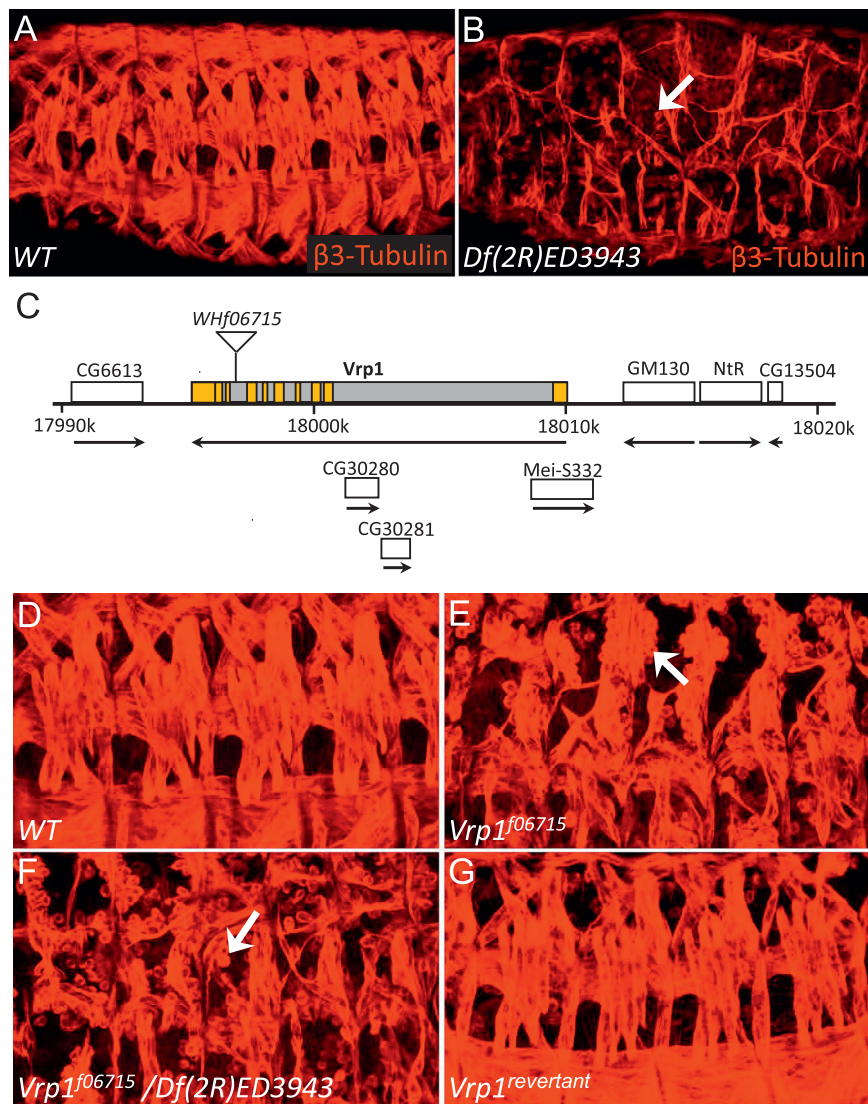 A
B
WT
β3-Tubulin
Df(2R)ED3943
β3-Tubulin
C
WHf06715
CG6613
Vrp1
GM130
NtR
CG13504
17990k
18000k
18010k
18020k
CG30280
Mei-S332
CG30281
D
E
WT
Vrp1f06715
F
G
Vrp1f06715 /Df(2R)ED3943
Vrp1revertant